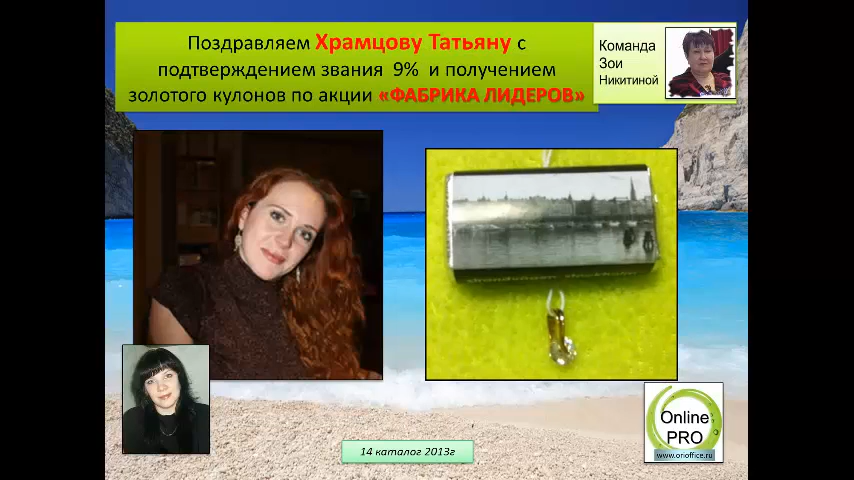 Поздравляем Храмцову Татьяну с
подтверждением звания 9% и получением
золотого кулонов по акции «ФАБРИКА ЛИДЕРОВ»
Команда
Зои
Никитиной
14 каталог 2013г
Online
PRO
www.orioffice.ru